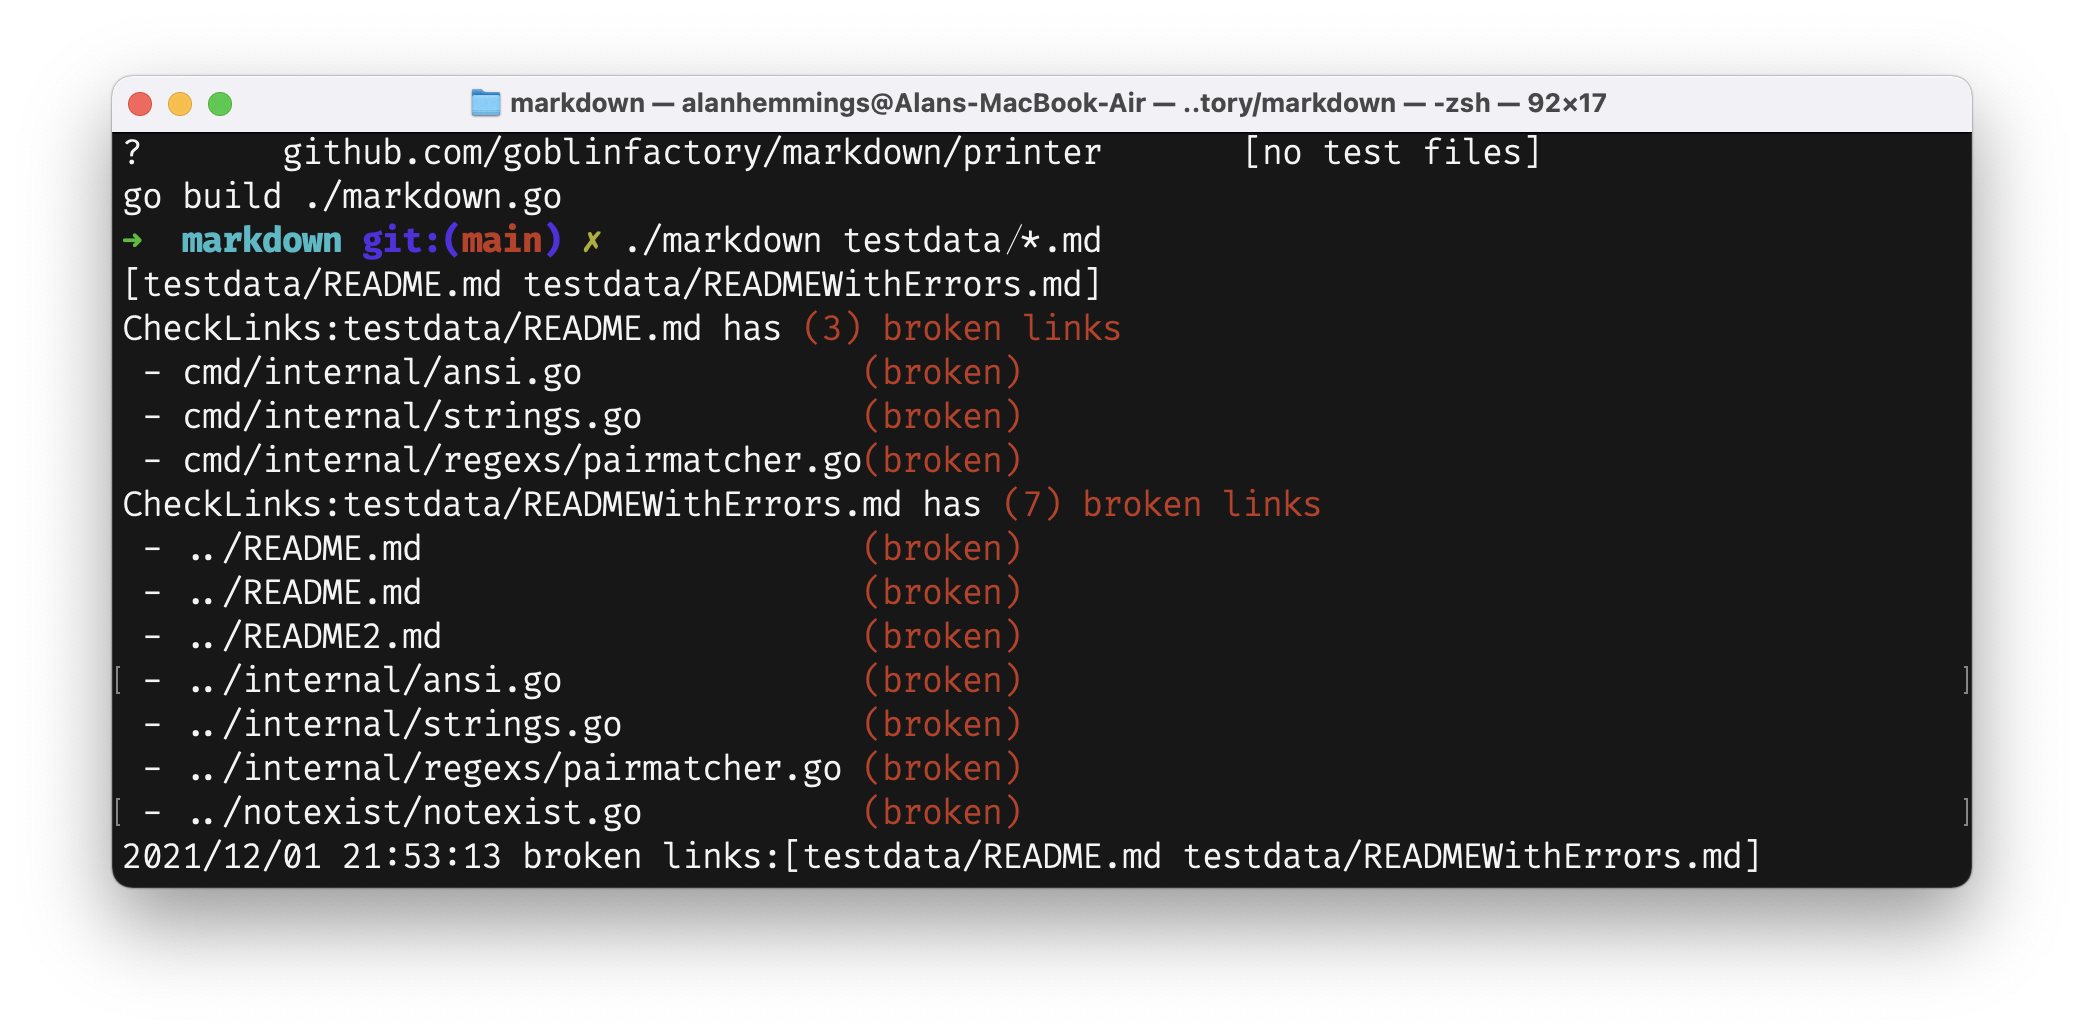 markdown — alanhemmings@Alans-MacBook-Air — ..tory/markdown — -zsh — 92×17
?       github.com/goblinfactory/markdown/printer       [no test files]
go build ./markdown.go
➜  markdown git:(main) ✗ ./markdown testdata/*.md
[testdata/README.md testdata/READMEWithErrors.md]
CheckLinks:testdata/README.md has (3) broken links
 - cmd/internal/ansi.go              (broken)
 - cmd/internal/strings.go           (broken)
 - cmd/internal/regexs/pairmatcher.go(broken)
CheckLinks:testdata/READMEWithErrors.md has (7) broken links
 - ../README.md                      (broken)
 - ../README.md                      (broken)
 - ../README2.md                     (broken)
[ - ../internal/ansi.go               (broken) ]
 - ../internal/strings.go            (broken)
 - ../internal/regexs/pairmatcher.go (broken)
[ - ../notexist/notexist.go           (broken) ]
2021/12/01 21:53:13 broken links:[testdata/README.md testdata/READMEWithErrors.md]